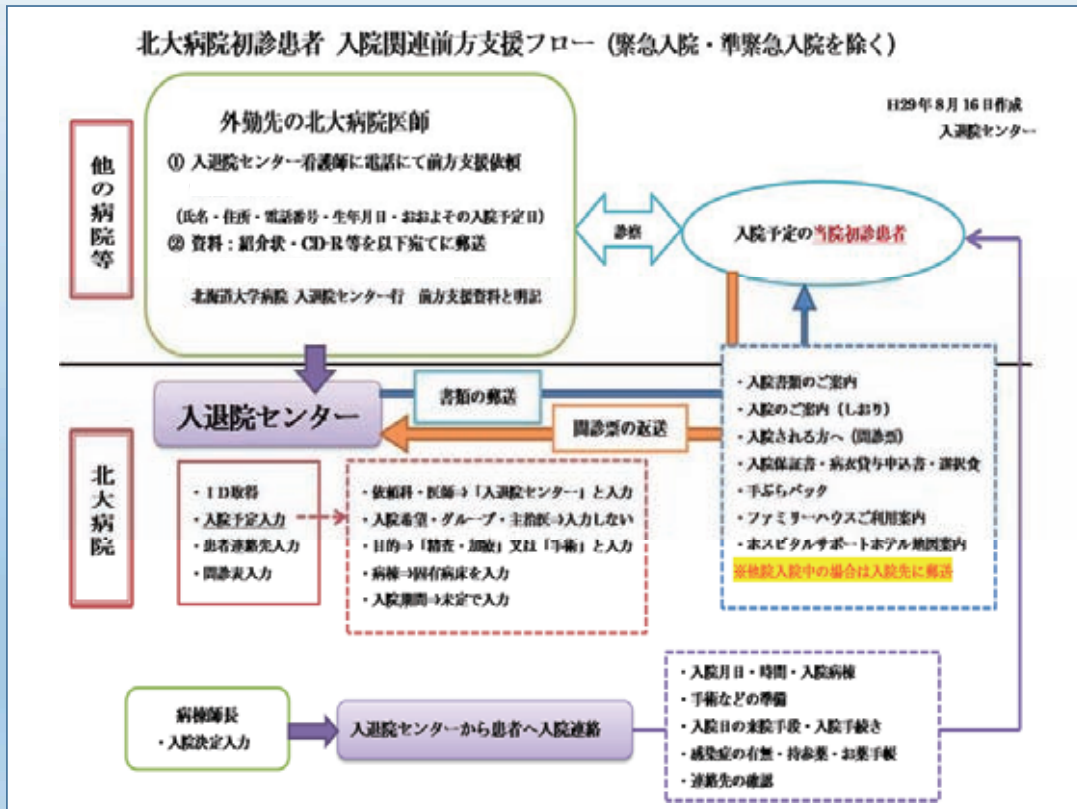 北大病院初診患者 入院関連前方支援フロー (緊急入院・準緊急入院を除く)
H29年8月16日作成
入退院センター
他の病院等
外勤先の北大病院医師
① 入退院センター看護師に電話にて前方支援依頼
(氏名・住所・電話番号・生年月日・おおよその入院予定日)
② 資料:紹介状・CD-R等を以下宛てに郵送
北海道大学病院 入退院センター行 前方支援資料と明記
診察
入院予定の当院初診患者
北大病院
入退院センター
書類の郵送
問診票の返送
・ID取得
・入院予定入力
・患者連絡先入力
・問診表入力
・依頼科・医師⇒「入退院センター」と入力
・入院希望・グループ・主治医⇒入力しない
・目的⇒「精査・加療」又は「手術」と入力
・病棟⇒固有病床を入力
・入院期間⇒未定で入力
・入院書類のご案内
・入院のご案内(しおり)
・入院される方へ(問診票)
・入院保証書・病衣貸与申込書・選択食
・手ぶらパック
・ファミリーハウスご利用案内
・ホスピタルサポートホテル地図案内
※他院入院中の場合は入院先に郵送
病棟師長
・入院決定入力
入退院センターから患者へ入院連絡
・入院月日・時間・入院病棟
・手術などの準備
・入院日の来院手段・入院手続き
・感染症の有無・持参薬・お薬手帳
・連絡先の確認